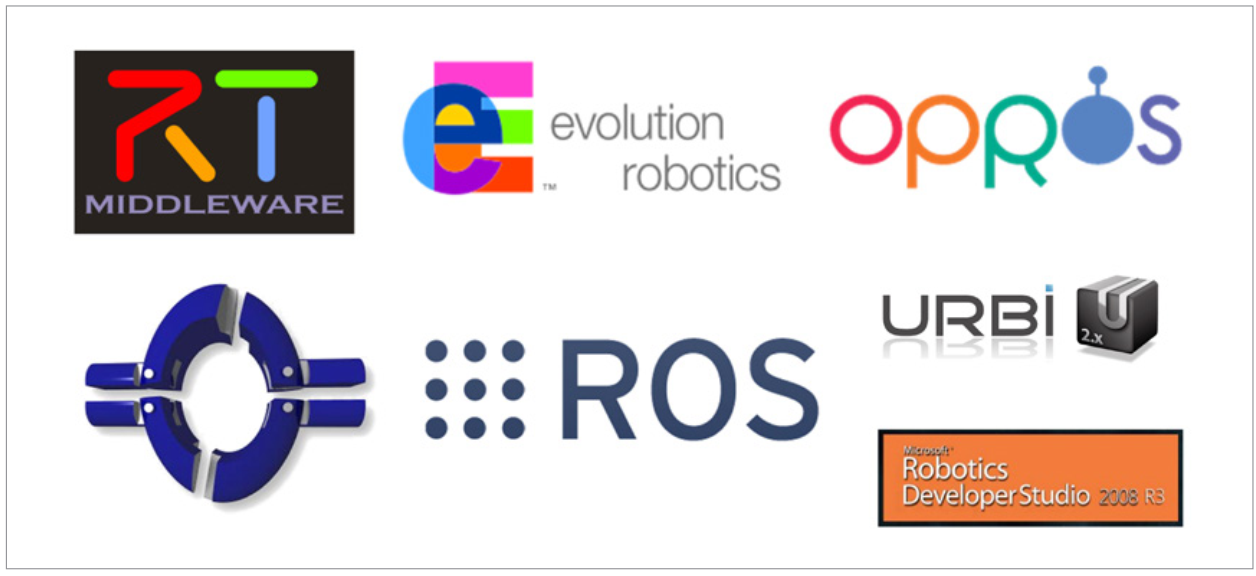 RT
MIDDLEWARE
e E evolution
robotics
™
OPROS
ROS
URBI
U
2.x
Microsoft®
Robotics
Developer Studio 2008 R3